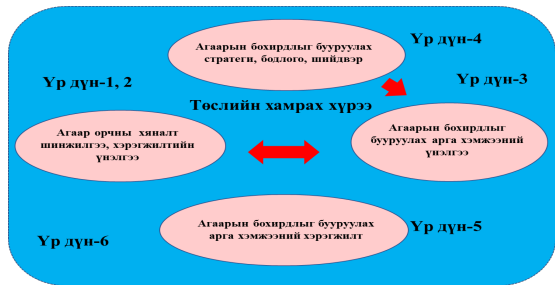 Агаарын бохирдлыг бууруулах
стратеги, бодлого, шийдвэр
Үр дүн-4
Үр дүн-1, 2
Үр дүн-3
Төслийн хамрах хүрээ
Агаар орчны хяналт
шинжилгээ, хэрэгжилтийн
үнэлгээ
Агаарын бохирдлыг
бууруулах арга хэмжээний
үнэлгээ
Агаарын бохирдлыг бууруулах
арга хэмжээний хэрэгжилт
Үр дүн-5
Үр дүн-6